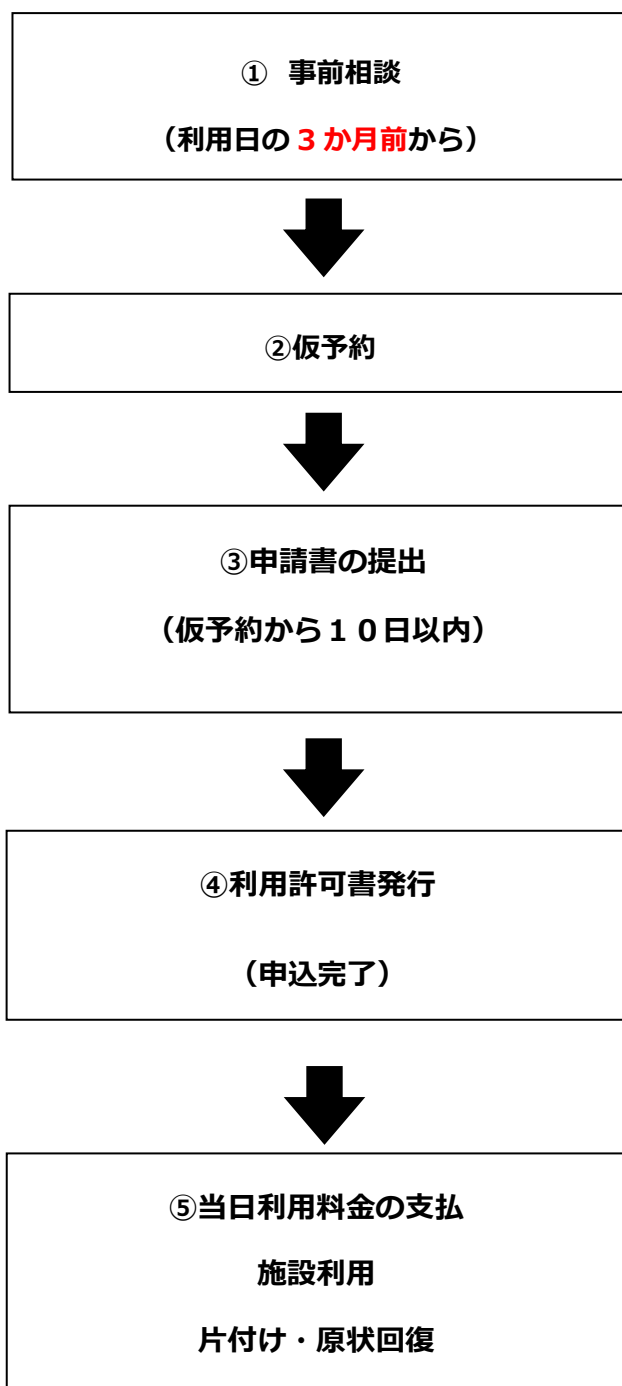 ① 事前相談
（利用日の３か月前から）
②仮予約
③申請書の提出
（仮予約から１０日以内）
④利用許可書発行
（申込完了）
⑤当日利用料金の支払
施設利用
片付け・原状回復